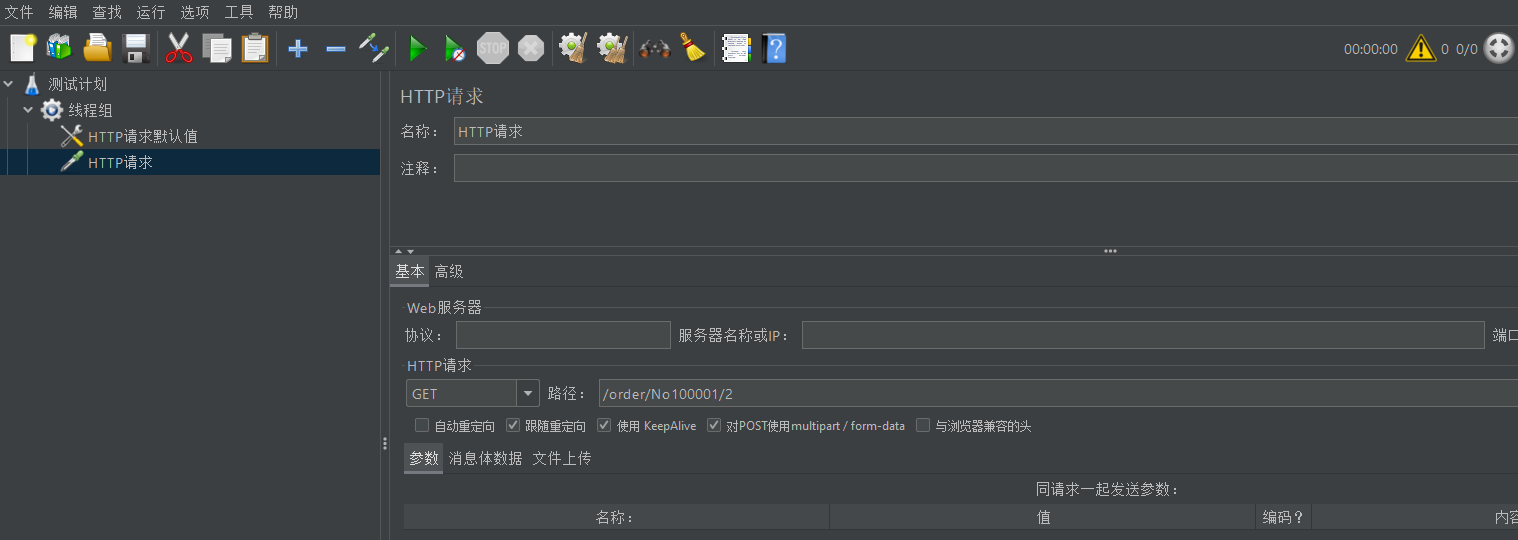 文件 编辑 查找 运行 选项 工具 帮助
STOP 00:00:00 0 0/0
测试计划
线程组
HTTP请求默认值
HTTP请求
HTTP请求
名称： HTTP请求
注释：
基本 高级
Web服务器
协议： 服务器名称或IP： 端口
HTTP请求
GET 路径： /order/No100001/2
自动重定向 跟随重定向 使用 KeepAlive 对POST使用multipart / form-data 与浏览器兼容的头
参数 消息体数据 文件上传
同请求一起发送参数：
名称： 值 编码？ 内容